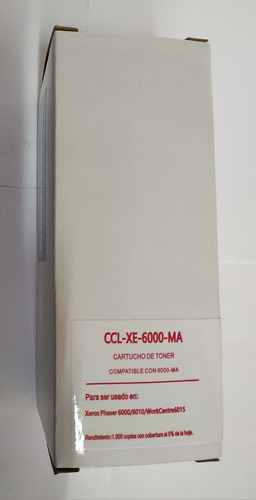 CCL-XE-6000-MA
CARTUCHO DE TONER
COMPATIBLE CON 6000-MA
Para ser usado en:
Xerox Phaser 6000/6010/WorkCentre6015
Rendimiento:1,000 copias con cobertura al 5% de la hoja.